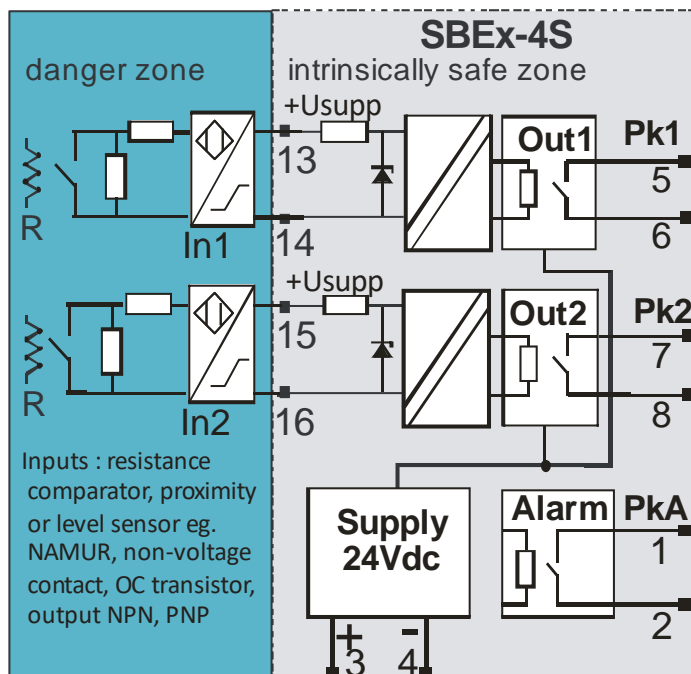 SBEx-4S
danger zone
intrinsically safe zone
+Usupp
13
14
R
In1
Out1
Pk1
5
6
+Usupp
15
16
R
In2
Out2
Pk2
7
8
Inputs : resistance
comparator, proximity
or level sensor eg.
NAMUR, non-voltage
contact, OC transistor,
output NPN, PNP
Supply
24Vdc
+
-
3
4
Alarm
PkA
1
2